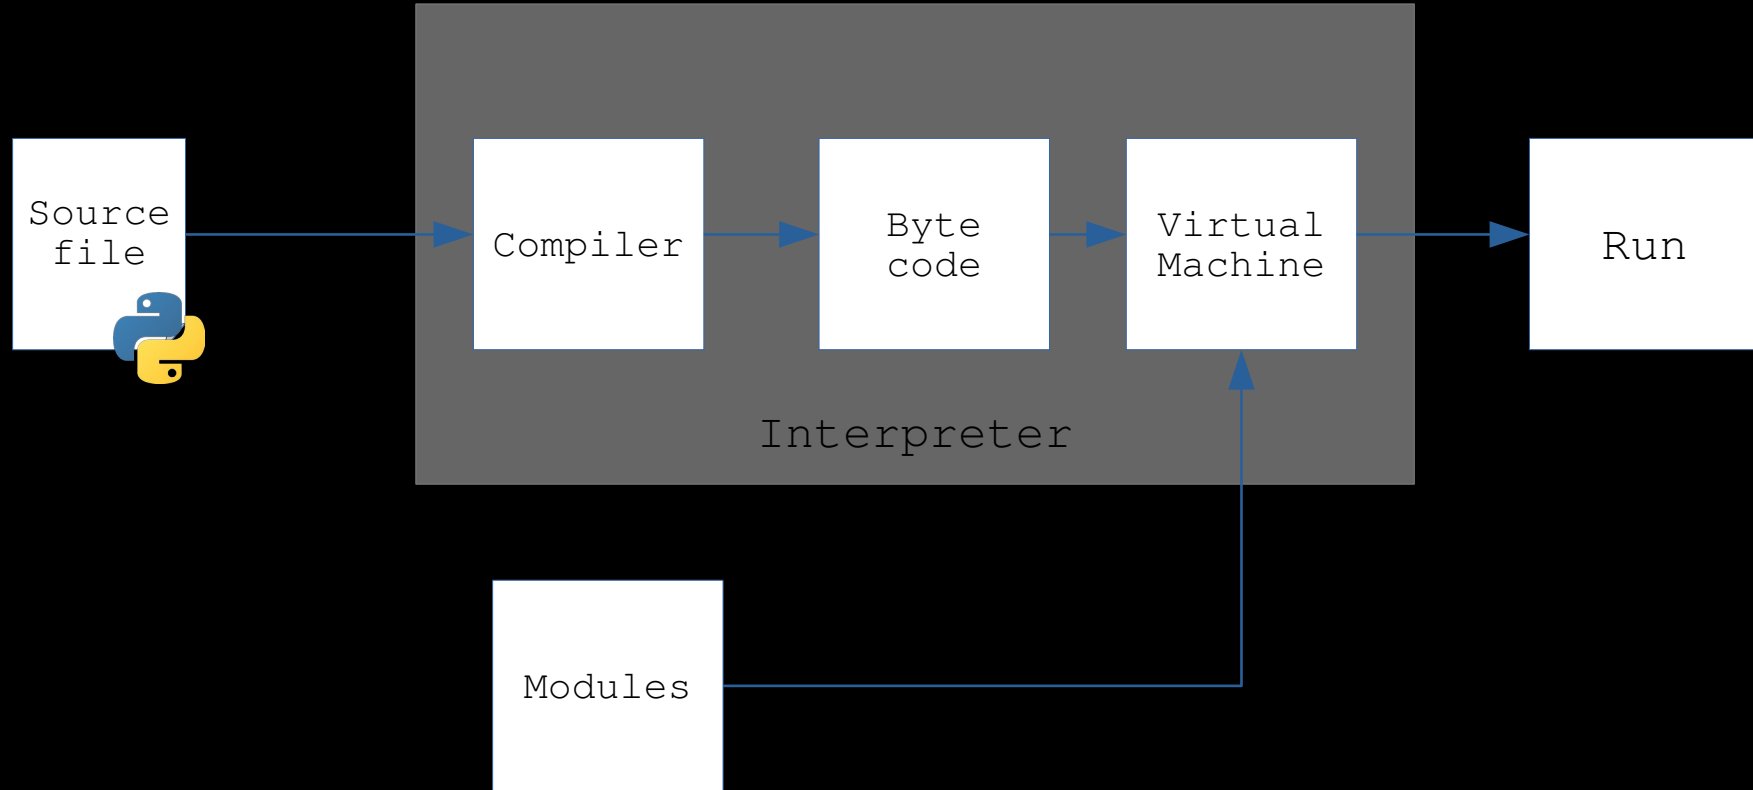 Source
file
Compiler
Byte
code
Virtual
Machine
Run
Interpreter
Modules